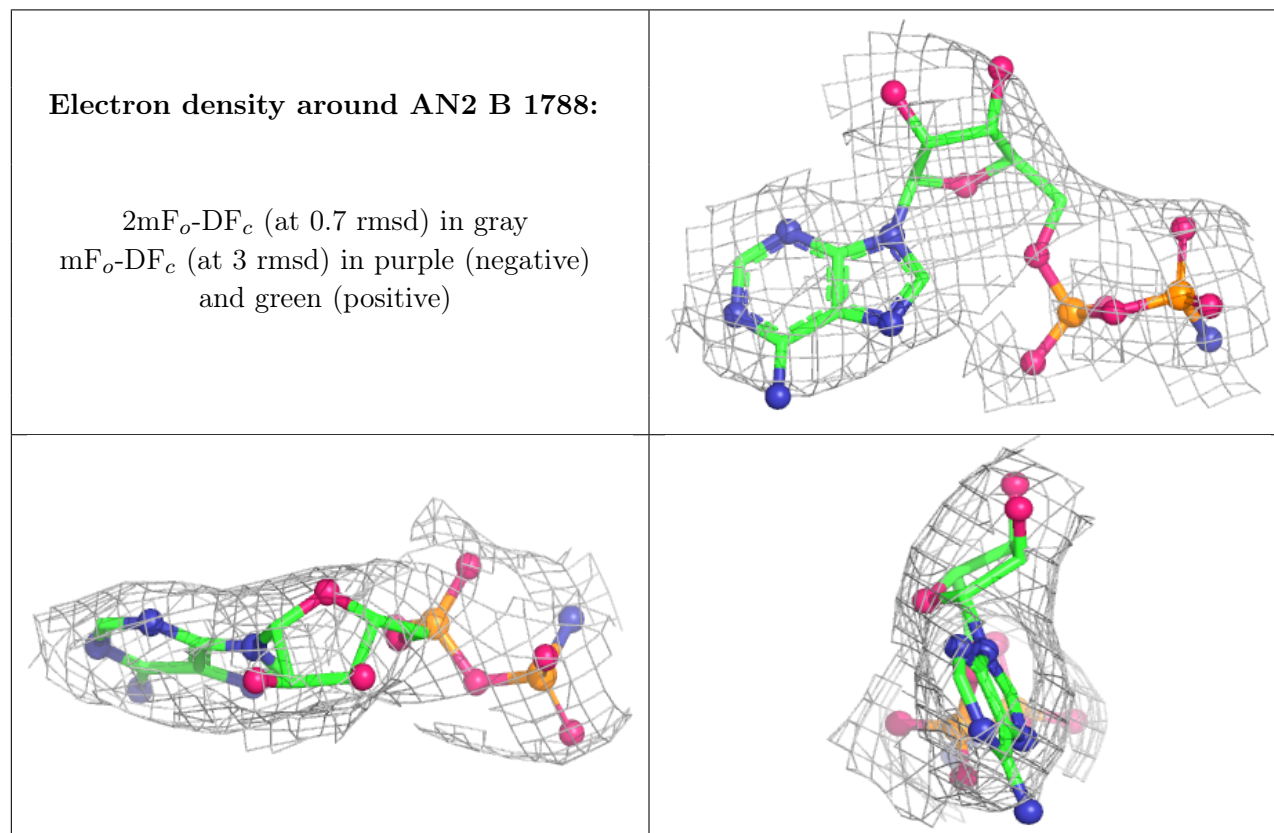 Electron density around AN2 B 1788:
2mFₒ-DF𝒸 (at 0.7 rmsd) in gray
mFₒ-DF𝒸 (at 3 rmsd) in purple (negative)
and green (positive)